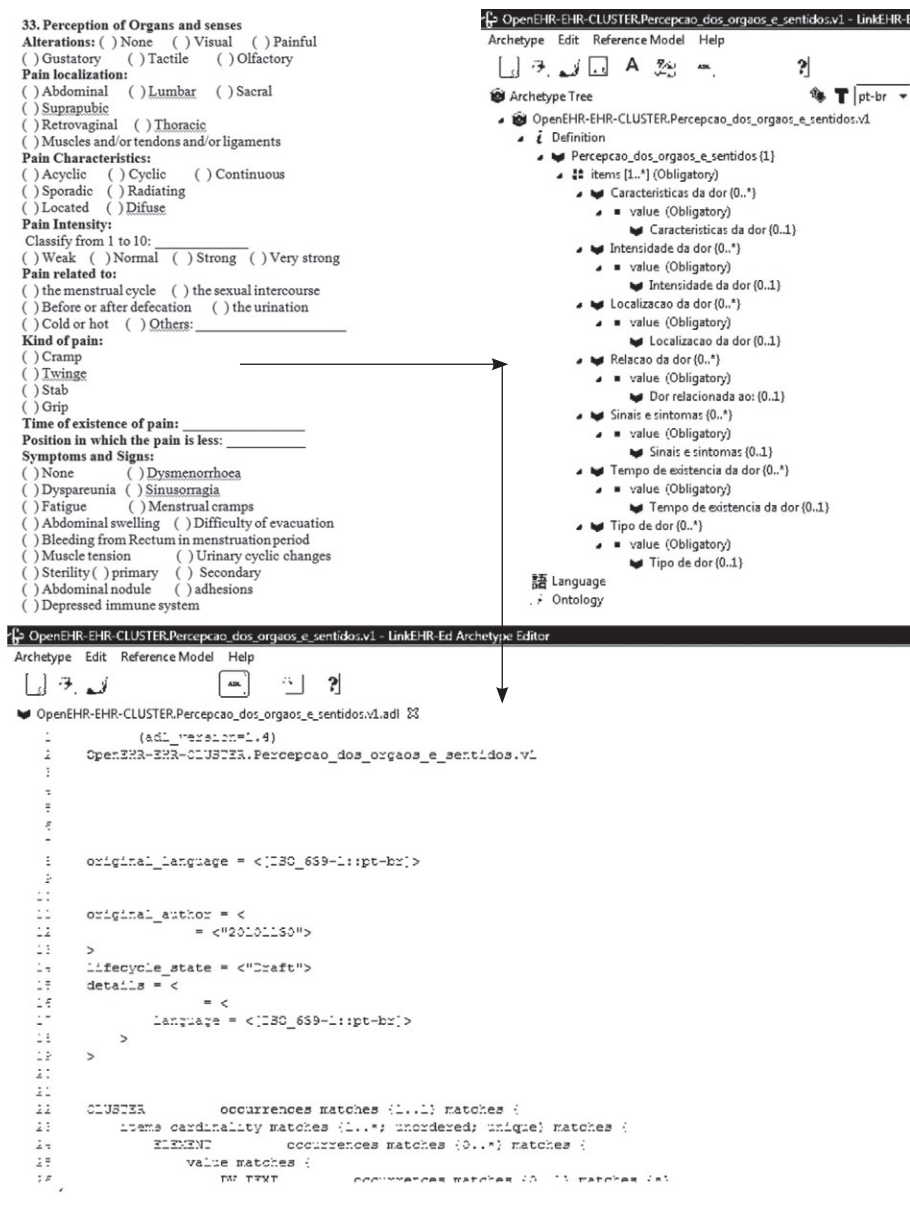 33. Perception of Organs and senses
Alterations: ( ) None ( ) Visual ( ) Painful
( ) Gustatory ( ) Tactile ( ) Olfactory
Pain localization:
( ) Abdominal ( ) Lumbar ( ) Sacral
( ) Suprapubic
( ) Retrovaginal ( ) Thoracic
( ) Muscles and/or tendons and/or ligaments
Pain Characteristics:
( ) Acyclic ( ) Cyclic ( ) Continuous
( ) Sporadic ( ) Radiating
( ) Located ( ) Difuse
Pain Intensity:
Classify from 1 to 10: ____________
( ) Weak ( ) Normal ( ) Strong ( ) Very strong
Pain related to:
( ) the menstrual cycle ( ) the sexual intercourse
( ) Before or after defecation ( ) the urination
( ) Cold or hot ( ) Others: ____________
Kind of pain:
( ) Cramp
( ) Twinge
( ) Stab
( ) Grip
Time of existence of pain: ____________
Position in which the pain is less: ____________
Symptoms and Signs:
( ) None ( ) Dysmenorrhoea
( ) Dyspareunia ( ) Sinusorragia
( ) Fatigue ( ) Menstrual cramps
( ) Abdominal swelling ( ) Difficulty of evacuation
( ) Bleeding from Rectum in menstruation period
( ) Muscle tension ( ) Urinary cyclic changes
( ) Sterility ( ) primary ( ) Secondary
( ) Abdominal nodule ( ) adhesions
( ) Depressed immune system
OpenEHR-EHR-CLUSTER.Percepcao_dos_orgaos_e_sentidos.v1 - LinkEHR-E
Archetype Edit Reference Model Help
Archetype Tree pt-br
OpenEHR-EHR-CLUSTER.Percepcao_dos_orgaos_e_sentidos.v1
Definition
Percepcao_dos_orgaos_e_sentidos {1}
items [1..*] (Obligatory)
Caracteristicas da dor {0..*}
value (Obligatory)
Caracteristicas da dor {0..1}
Intensidade da dor {0..*}
value (Obligatory)
Intensidade da dor {0..1}
Localizacao da dor {0..*}
value (Obligatory)
Localizacao da dor {0..1}
Relacao da dor {0..*}
value (Obligatory)
Dor relacionada ao: {0..1}
Sinais e sintomas {0..*}
value (Obligatory)
Sinais e sintomas {0..1}
Tempo de existencia da dor {0..*}
value (Obligatory)
Tempo de existencia da dor {0..1}
Tipo de dor {0..*}
value (Obligatory)
Tipo de dor {0..1}
語 Language
Ontology
OpenEHR-EHR-CLUSTER.Percepcao_dos_orgaos_e_sentidos.v1 - LinkEHR-Ed Archetype Editor
Archetype Edit Reference Model Help
OpenEHR-EHR-CLUSTER.Percepcao_dos_orgaos_e_sentidos.v1.adl
(adl_version=1.4)
OpenEHR-EHR-CLUSTER.Percepcao_dos_orgaos_e_sentidos.v1
original_language = <[ISO_639-1::pt-br]>
original_author = <
= <"20101130">
>
lifecycle_state = <"Draft">
details = <
= <
language = <[ISO_639-1::pt-br]>
>
>
CLUSTER occurrences matches {1..1} matches {
items cardinality matches {1..*; unordered; unique} matches {
ELEMENT occurrences matches {0..*} matches {
value matches {
DV_TEXT occurrences matches {0..1} matches {*}